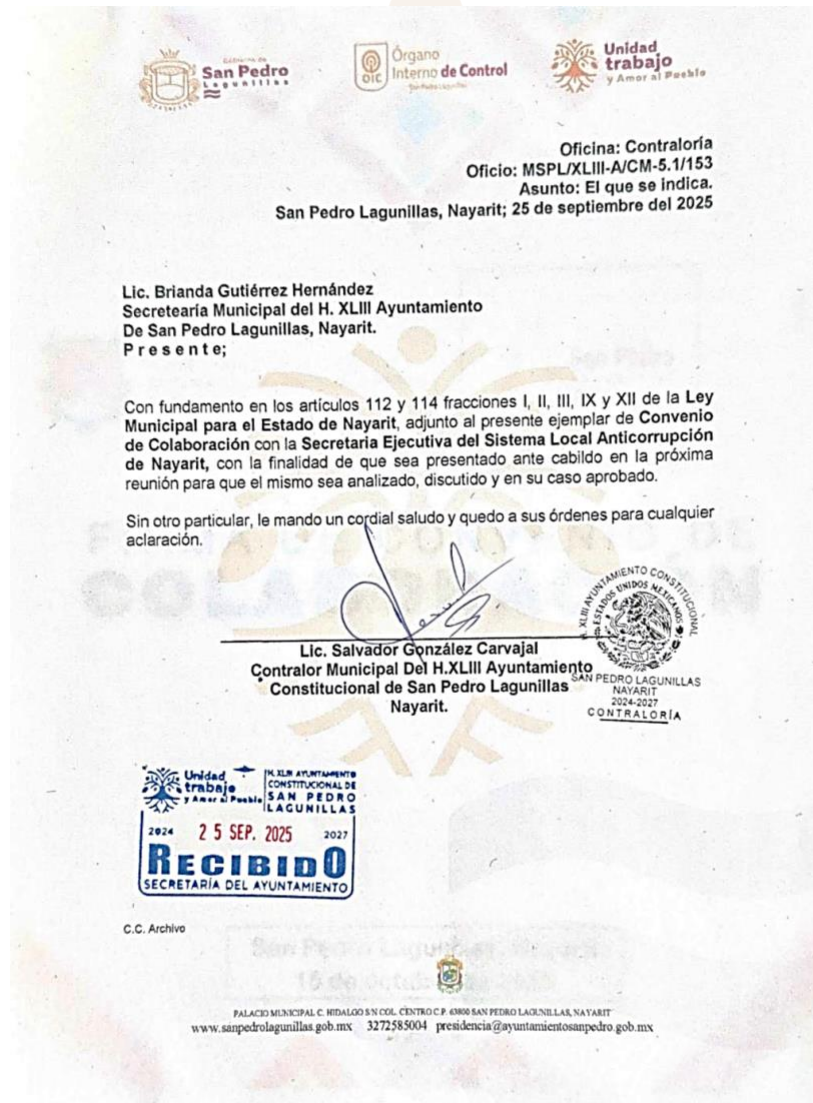 GOBIERNO DE
San Pedro
Lagunillas
Órgano
Interno de Control
OIC
San Pedro Lagunillas
Unidad
trabajo
y Amor al Pueblo
Oficina: Contraloría
Oficio: MSPL/XLIII-A/CM-5.1/153
Asunto: El que se indica.
San Pedro Lagunillas, Nayarit; 25 de septiembre del 2025
Lic. Brianda Gutiérrez Hernández
Secretearía Municipal del H. XLIII Ayuntamiento
De San Pedro Lagunillas, Nayarit.
P r e s e n t e;
Con fundamento en los artículos 112 y 114 fracciones I, II, III, IX y XII de la Ley
Municipal para el Estado de Nayarit, adjunto al presente ejemplar de Convenio
de Colaboración con la Secretaria Ejecutiva del Sistema Local Anticorrupción
de Nayarit, con la finalidad de que sea presentado ante cabildo en la próxima
reunión para que el mismo sea analizado, discutido y en su caso aprobado.
Sin otro particular, le mando un cordial saludo y quedo a sus órdenes para cualquier
aclaración.
Lic. Salvador González Carvajal
Contralor Municipal Del H.XLIII Ayuntamiento
Constitucional de San Pedro Lagunillas
Nayarit.
H. XLIII AYUNTAMIENTO CONSTITUCIONAL
ESTADOS UNIDOS MEXICANOS
SAN PEDRO LAGUNILLAS
NAYARIT
2024-2027
CONTRALORÍA
Unidad
trabajo
y Amor al Pueblo
H. XLIII AYUNTAMIENTO
CONSTITUCIONAL DE
SAN PEDRO
LAGUNILLAS
2024 25 SEP. 2025 2027
RECIBIDO
SECRETARÍA DEL AYUNTAMIENTO
C.C. Archivo
PALACIO MUNICIPAL C. HIDALGO S/N COL. CENTRO C.P. 63800 SAN PEDRO LAGUNILLAS, NAYARIT
www.sanpedrolagunillas.gob.mx 3272585004 presidencia@ayuntamientosanpedro.gob.mx